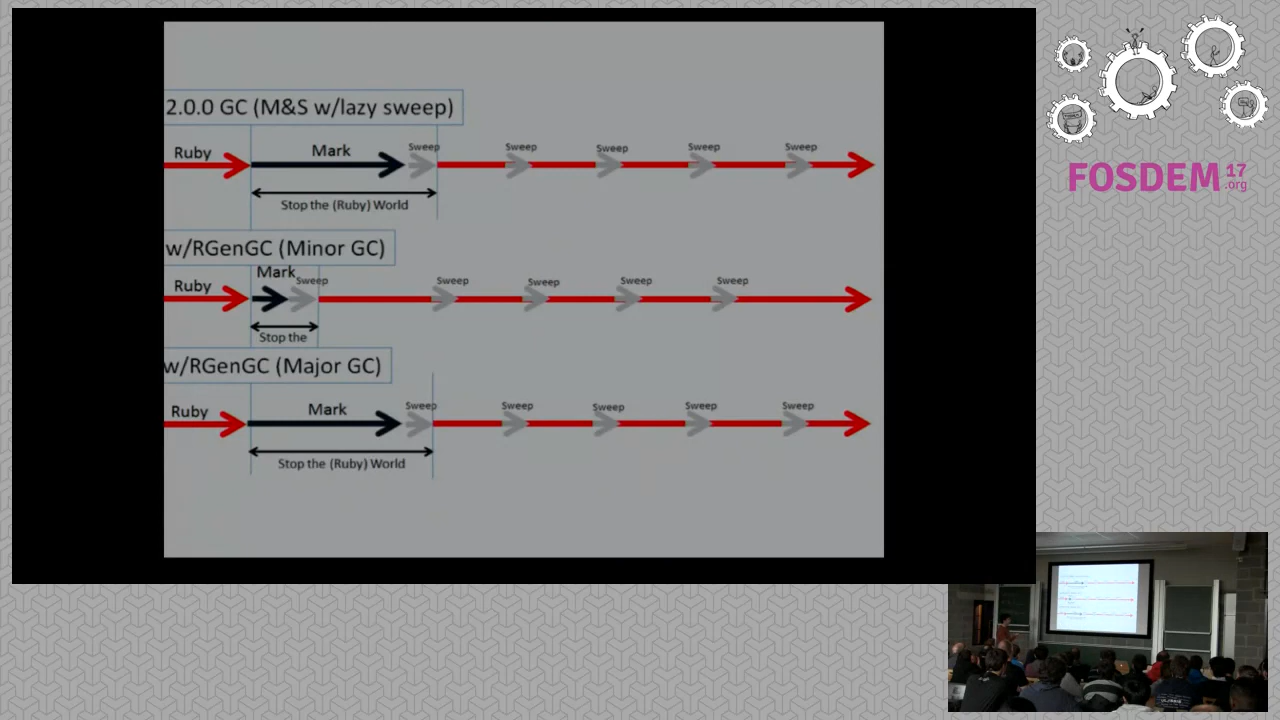 2.0.0 GC (M&S w/lazy sweep)
Ruby Mark Sweep Sweep Sweep Sweep Sweep
Stop the (Ruby) World
w/RGenGC (Minor GC)
Ruby Mark Sweep Sweep Sweep Sweep Sweep
Stop the
w/RGenGC (Major GC)
Ruby Mark Sweep Sweep Sweep Sweep Sweep
Stop the (Ruby) World
FOSDEM 17
.org